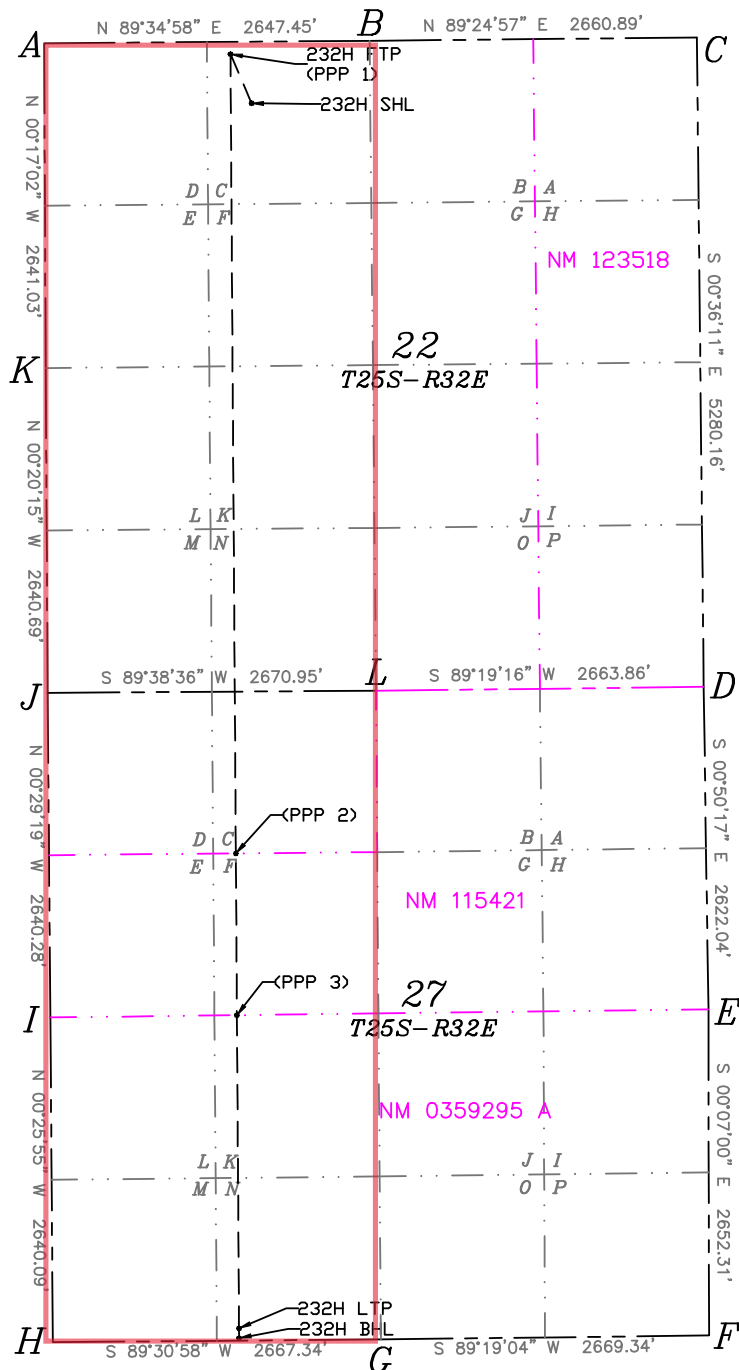 B
N 89°34'58" E 2647.45'
N 89°24'57" E 2660.89'
A
C
232H FTP
(PPP 1)
232H SHL
N 00°17'02" W 2641.03'
D C
E F
B A
G H
NM 123518
S 00°36'11" E 5280.16'
22
T25S-R32E
K
N 00°20'15" W 2640.69'
L K
M N
J I
O P
J
S 89°38'36" W 2670.95'
L
S 89°19'16" W 2663.86'
D
N 00°29'19" W 2640.28'
S 00°50'17" E 2622.04'
(PPP 2)
D C
E F
B A
G H
NM 115421
(PPP 3)
27
T25S-R32E
I
E
N 00°25'55" W 2640.09'
S 00°07'00" E 2652.31'
NM 0359295 A
L K
M N
J I
O P
232H LTP
232H BHL
H
S 89°30'58" W 2667.34'
G
S 89°19'04" W 2669.34'
F